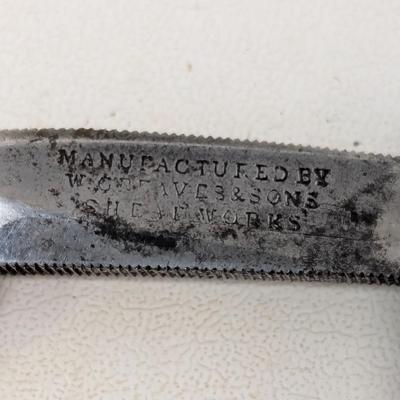 MANUFACTURED BY
W. GREAVES & SONS
SHEAF WORKS